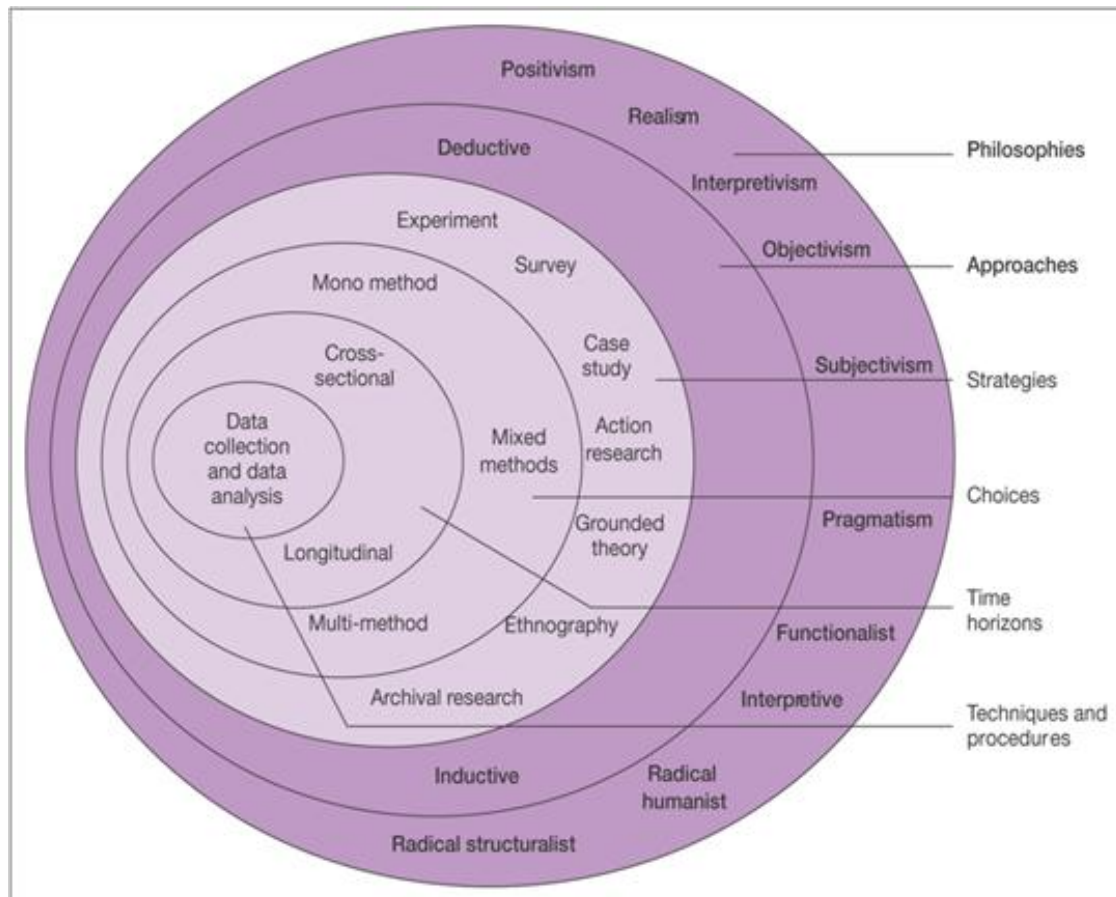 Positivism
Realism
Philosophies
Deductive
Interpretivism
Experiment
Objectivism
Survey
Approaches
Mono method
Case
study
Cross-
sectional
Subjectivism
Strategies
Data
collection
and data
analysis
Mixed
methods
Action
research
Choices
Pragmatism
Grounded
theory
Longitudinal
Time
horizons
Multi-method
Ethnography
Functionalist
Archival research
Interpretive
Techniques and
procedures
Inductive
Radical
humanist
Radical structuralist